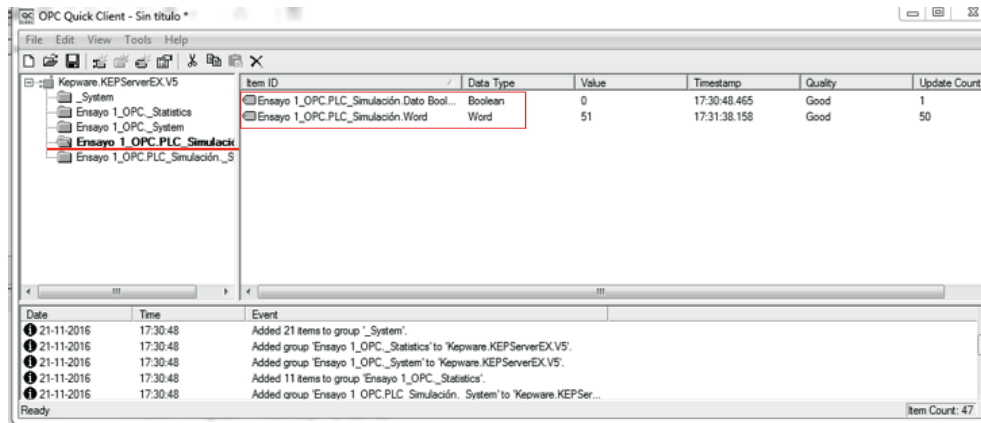 OPC Quick Client - Sin título *
File Edit View Tools Help
Kepware.KEPServerEX.V5
_System
Ensayo 1_OPC._Statistics
Ensayo 1_OPC._System
Ensayo 1_OPC.PLC_Simulació
Ensayo 1_OPC.PLC_Simulación._S
Item ID Data Type Value Timestamp Quality Update Count
Ensayo 1_OPC.PLC_Simulación.Dato Bool... Boolean 0 17:30:48.465 Good 1
Ensayo 1_OPC.PLC_Simulación.Word Word 51 17:31:38.158 Good 50
Date Time Event
21-11-2016 17:30:48 Added 21 items to group '_System'.
21-11-2016 17:30:48 Added group 'Ensayo 1_OPC._Statistics' to 'Kepware.KEPServerEX.V5'.
21-11-2016 17:30:48 Added group 'Ensayo 1_OPC._System' to 'Kepware.KEPServerEX.V5'.
21-11-2016 17:30:48 Added 11 items to group 'Ensayo 1_OPC._Statistics'.
21-11-2016 17:30:48 Added group 'Ensayo 1_OPC.PLC_Simulación._System' to 'Kepware.KEPSer...
Ready Item Count: 47